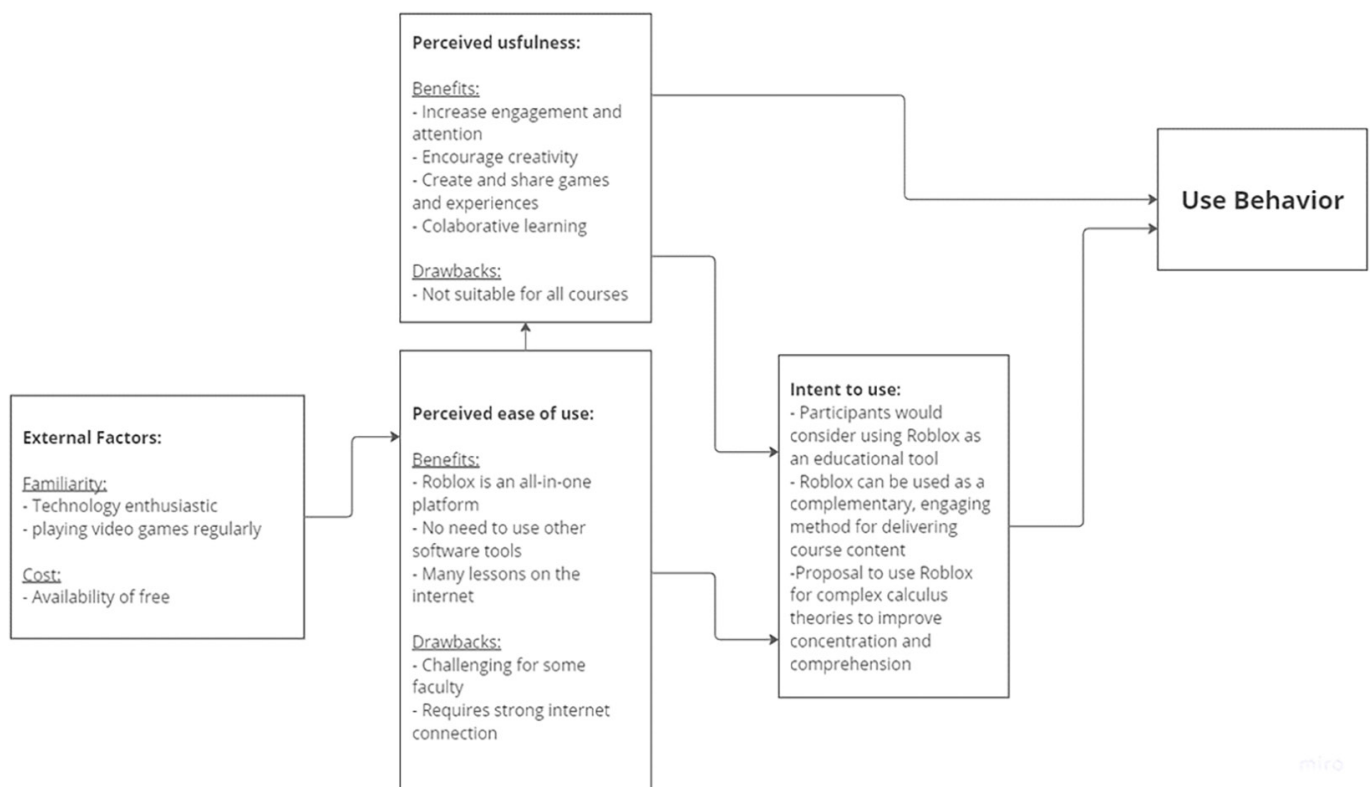 Perceived usfulness:
Benefits:
- Increase engagement and
attention
- Encourage creativity
- Create and share games
and experiences
- Colaborative learning
Drawbacks:
- Not suitable for all courses
Use Behavior
External Factors:
Familiarity:
- Technology enthusiastic
- playing video games regularly
Cost:
- Availability of free
Perceived ease of use:
Benefits:
- Roblox is an all-in-one
platform
- No need to use other
software tools
- Many lessons on the
internet
Drawbacks:
- Challenging for some
faculty
- Requires strong internet
connection
Intent to use:
- Participants would
consider using Roblox as
an educational tool
- Roblox can be used as a
complementary, engaging
method for delivering
course content
-Proposal to use Roblox
for complex calculus
theories to improve
concentration and
comprehension
miro